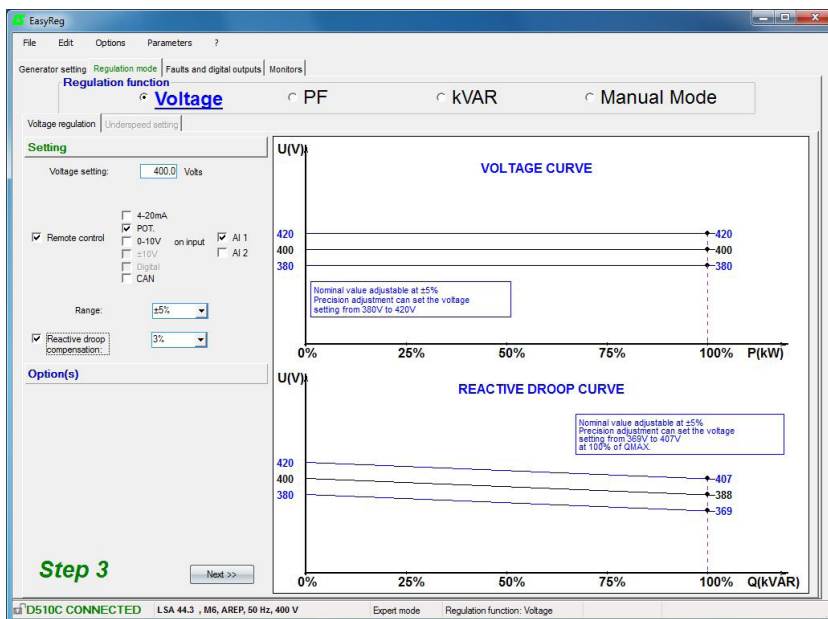 EasyReg
File Edit Options Parameters ?
Generator setting Regulation mode Faults and digital outputs Monitors
Regulation function
Voltage PF kVAR Manual Mode
Voltage regulation Underspeed setting
Setting
Voltage setting: 400,0 Volts
4-20mA
POT.
Remote control 0-10V on input AI 1
±10V AI 2
Digital
CAN
Range: ±5%
Reactive droop 3%
compensation:
Option(s)
Step 3
Next >>
U(V)
VOLTAGE CURVE
420 420
400 400
380 380
Nominal value adjustable at ±5%
Precision adjustment can set the voltage
setting from 380V to 420V
0% 25% 50% 75% 100% P(kW)
U(V)
REACTIVE DROOP CURVE
Nominal value adjustable at ±5%
Precision adjustment can set the voltage
setting from 369V to 407V
at 100% of QMAX.
420 407
400 388
380 369
0% 25% 50% 75% 100% Q(kVAR)
D510C CONNECTED LSA 44.3 , M6, AREP, 50 Hz, 400 V Expert mode Regulation function: Voltage